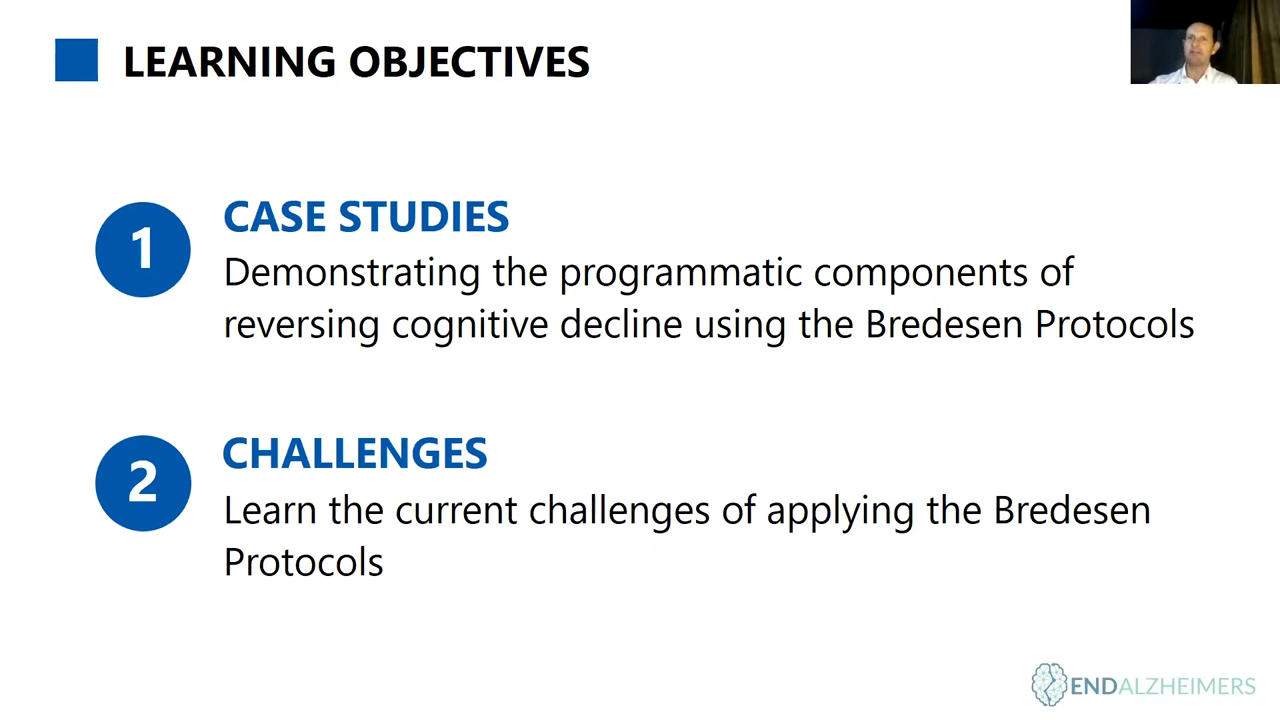 LEARNING OBJECTIVES
1
CASE STUDIES
Demonstrating the programmatic components of
reversing cognitive decline using the Bredesen Protocols
2
CHALLENGES
Learn the current challenges of applying the Bredesen
Protocols
ENDALZHEIMERS